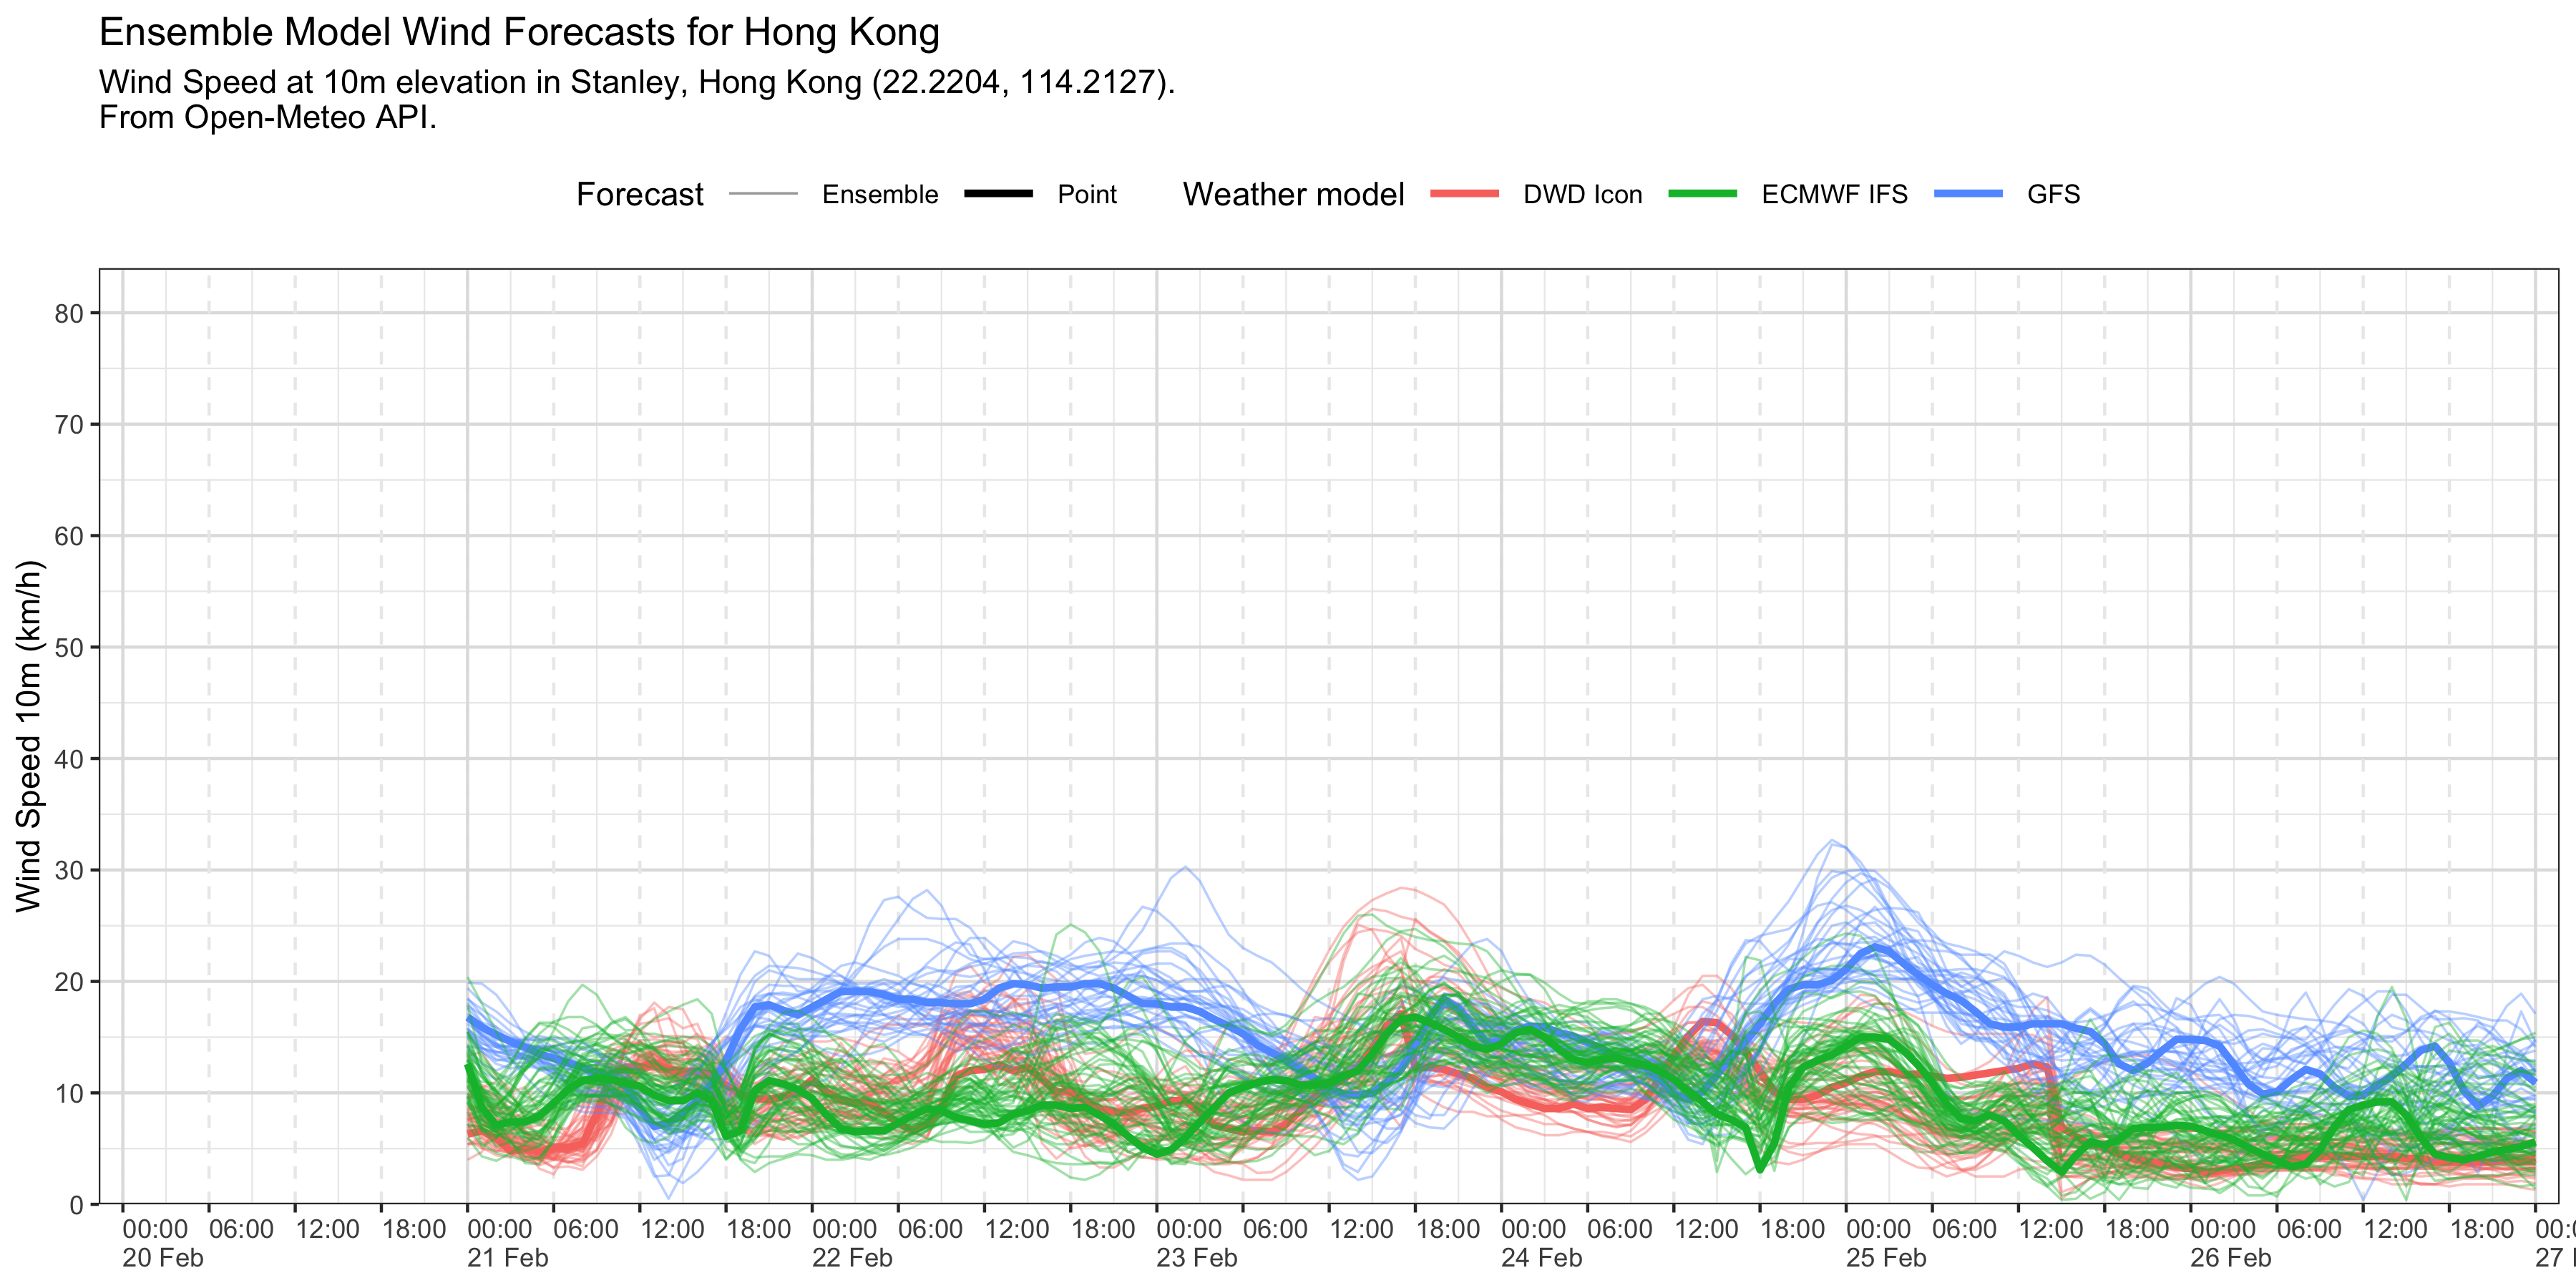 Ensemble Model Wind Forecasts for Hong Kong
Wind Speed at 10m elevation in Stanley, Hong Kong (22.2204, 114.2127).
From Open-Meteo API.
Forecast Ensemble Point Weather model DWD Icon ECMWF IFS GFS
Wind Speed 10m (km/h)
80
70
60
50
40
30
20
10
0
00:00 06:00 12:00 18:00 00:00 06:00 12:00 18:00 00:00 06:00 12:00 18:00 00:00 06:00 12:00 18:00 00:00 06:00 12:00 18:00 00:00 06:00 12:00 18:00 00:00 06:00 12:00 18:00
20 Feb 21 Feb 22 Feb 23 Feb 24 Feb 25 Feb 26 Feb 27